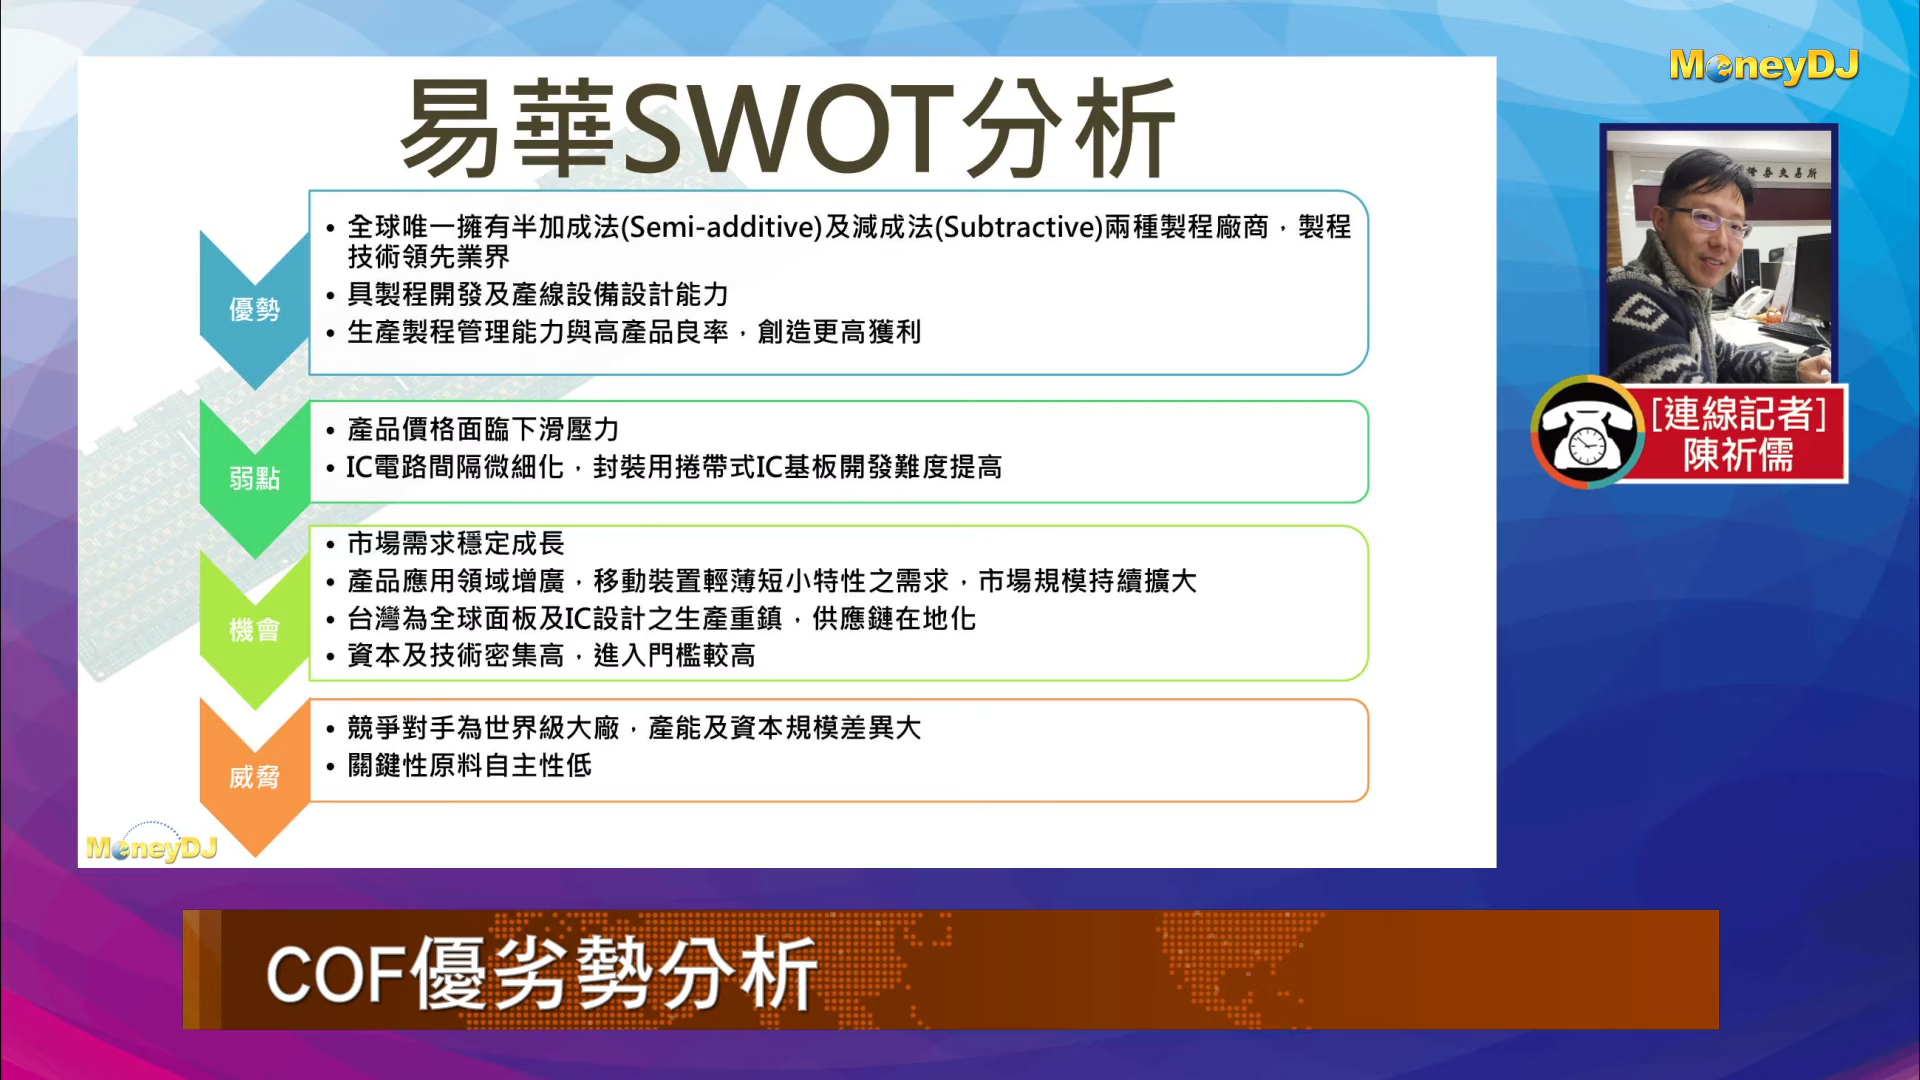 MoneyDJ
易華SWOT分析
優勢
• 全球唯一擁有半加成法(Semi-additive)及減成法(Subtractive)兩種製程廠商，製程
技術領先業界
• 具製程開發及產線設備設計能力
• 生產製程管理能力與高產品良率，創造更高獲利
弱點
• 產品價格面臨下滑壓力
• IC電路間隔微細化，封裝用捲帶式IC基板開發難度提高
機會
• 市場需求穩定成長
• 產品應用領域增廣，移動裝置輕薄短小特性之需求，市場規模持續擴大
• 台灣為全球面板及IC設計之生產重鎮，供應鏈在地化
• 資本及技術密集高，進入門檻較高
威脅
• 競爭對手為世界級大廠，產能及資本規模差異大
• 關鍵性原料自主性低
MoneyDJ
證券交易所
[連線記者]
陳祈儒
COF優劣勢分析